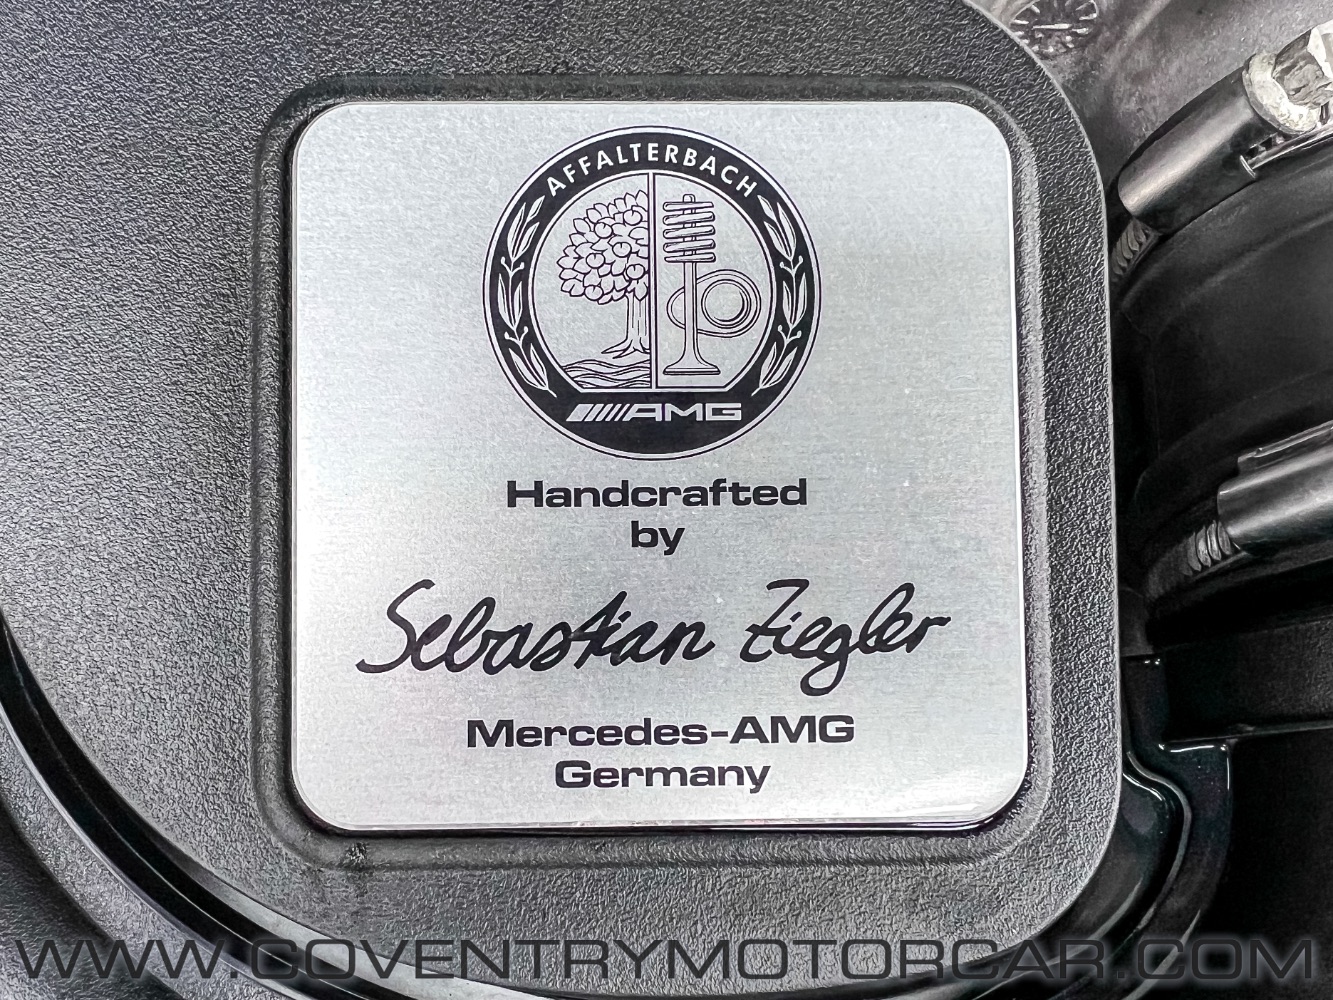 AFFALTERBACH
AMG
Handcrafted
by
Sebastian Ziegler
Mercedes-AMG
Germany
WWW.COVENTRYMOTORCAR.COM